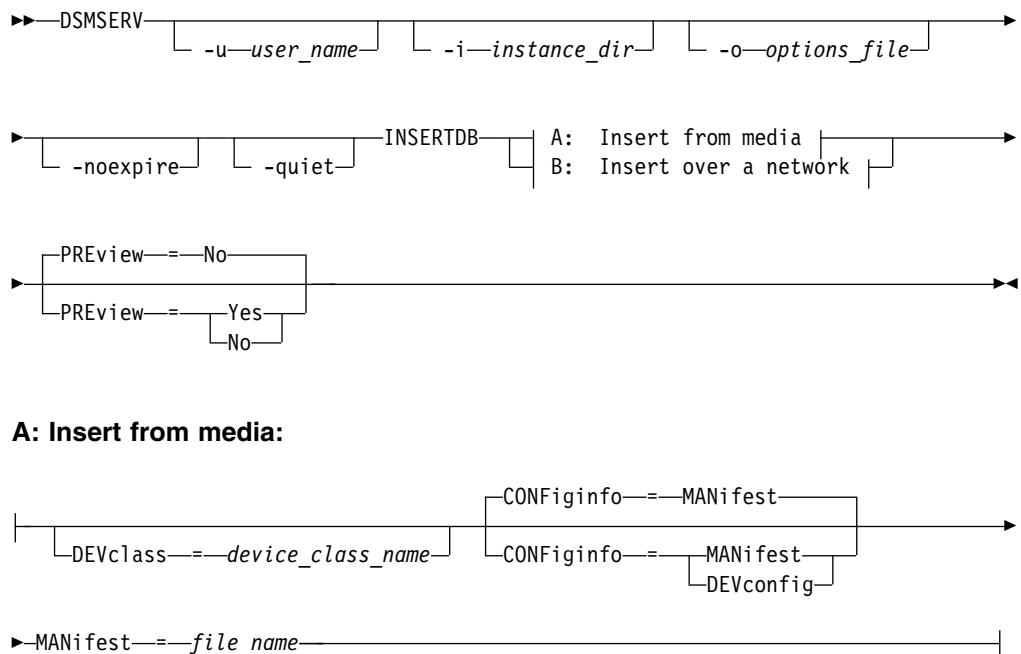 DSMSERV
-u user_name -i instance_dir -o options_file
-noexpire -quiet INSERTDB A: Insert from media
B: Insert over a network
PREview = No
PREview = Yes
No
A: Insert from media:
CONFiginfo = MANifest
DEVclass = device_class_name CONFiginfo = MANifest
DEVconfig
MANifest = file name